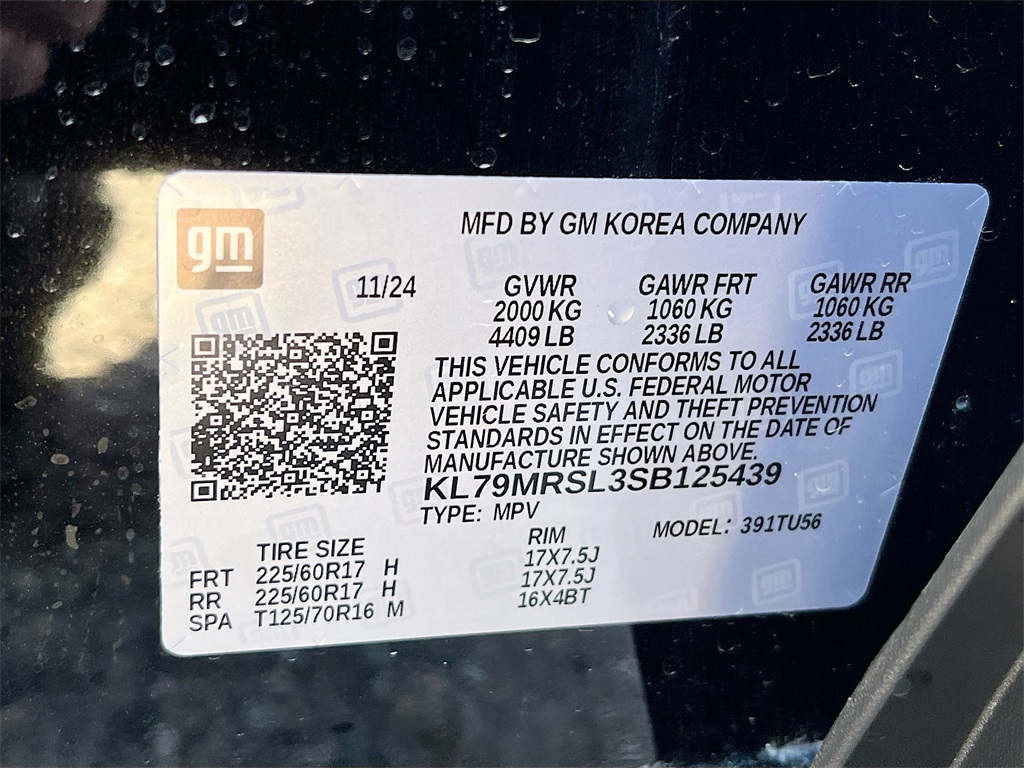 gm
MFD BY GM KOREA COMPANY
11/24
GVWR GAWR FRT GAWR RR
2000 KG 1060 KG 1060 KG
4409 LB 2336 LB 2336 LB
THIS VEHICLE CONFORMS TO ALL
APPLICABLE U.S. FEDERAL MOTOR
VEHICLE SAFETY AND THEFT PREVENTION
STANDARDS IN EFFECT ON THE DATE OF
MANUFACTURE SHOWN ABOVE.
KL79MRSL3SB125439
TYPE: MPV MODEL: 391TU56
TIRE SIZE RIM
FRT 225/60R17 H 17X7.5J
RR 225/60R17 H 17X7.5J
SPA T125/70R16 M 16X4BT